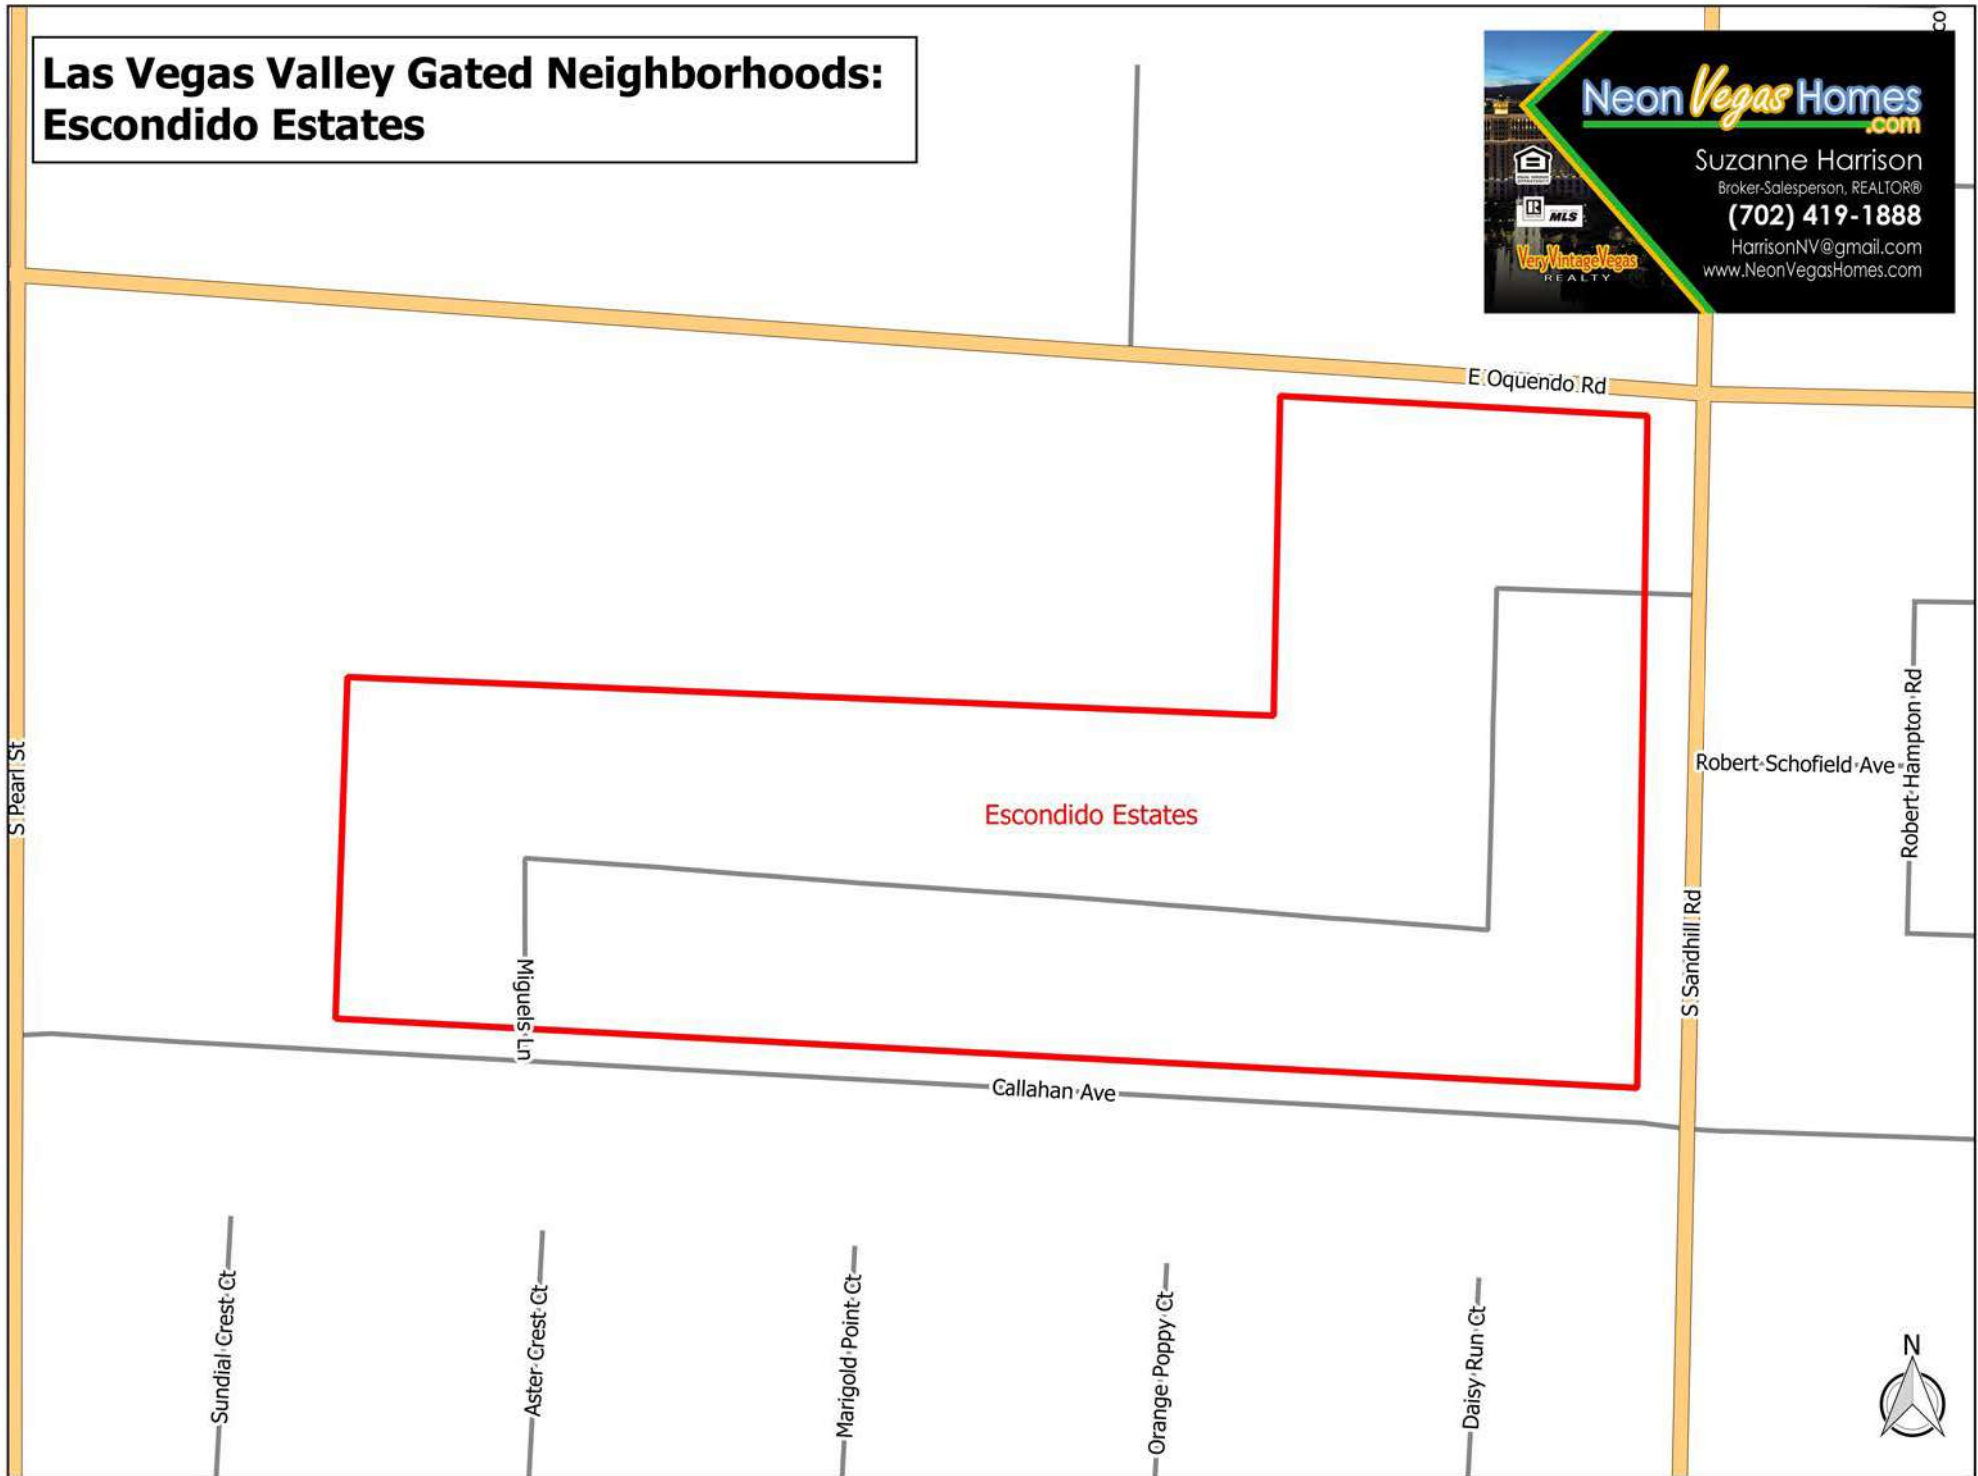 Las Vegas Valley Gated Neighborhoods:
Escondido Estates
Neon Vegas Homes
.com
Suzanne Harrison
Broker-Salesperson, REALTOR®
(702) 419-1888
HarrisonNV@gmail.com
www.NeonVegasHomes.com
R
MLS
VeryVintageVegas
REALTY
co
E Oquendo Rd
S Pearl St
Robert Schofield Ave
Robert Hampton Rd
Escondido Estates
S Sandhill Rd
Miguels Ln
Callahan Ave
Sundial Crest Ct
Aster Crest Ct
Marigold Point Ct
Orange Poppy Ct
Daisy Run Ct
N